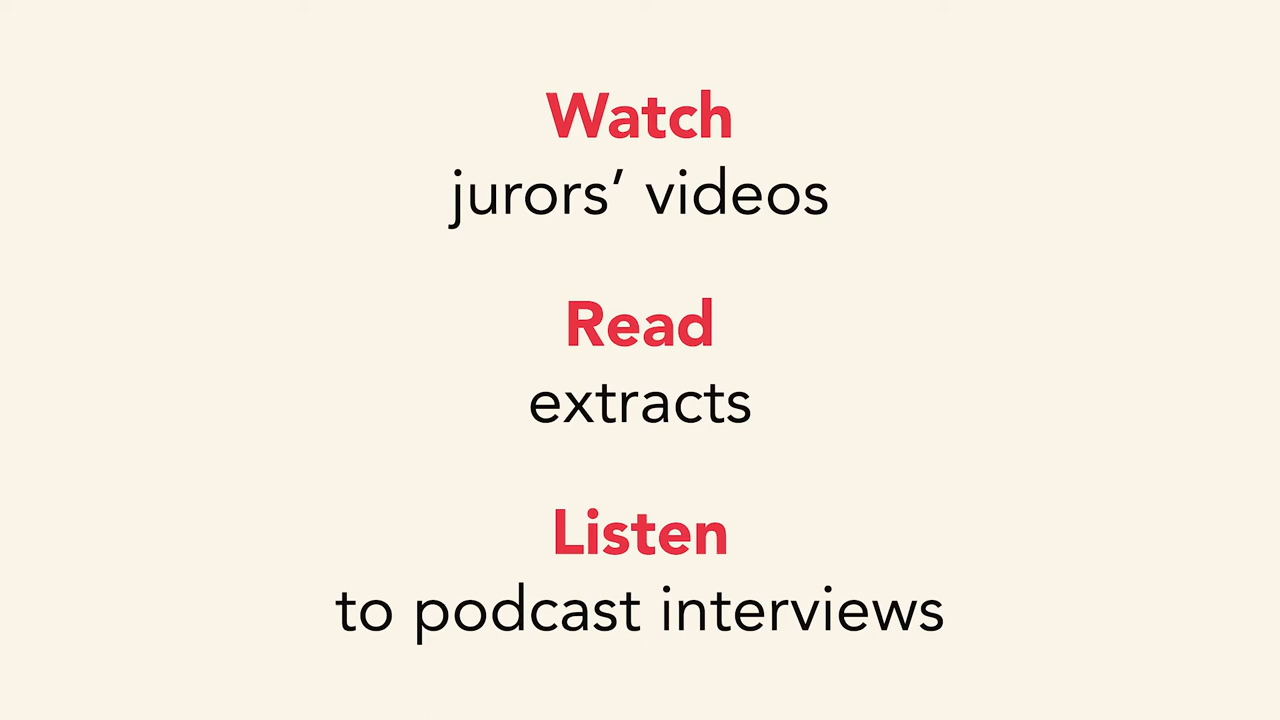 Watch
jurors’ videos
Read
extracts
Listen
to podcast interviews